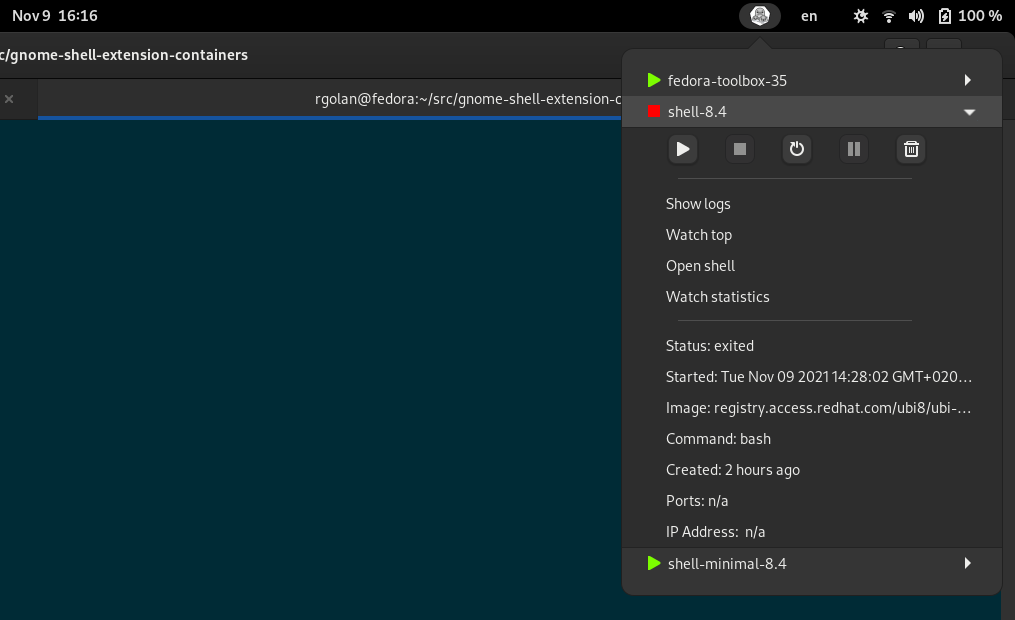 Nov 9 16:16
en
100 %
c/gnome-shell-extension-containers
rgolan@fedora:~/src/gnome-shell-extension-c
fedora-toolbox-35
shell-8.4
Show logs
Watch top
Open shell
Watch statistics
Status: exited
Started: Tue Nov 09 2021 14:28:02 GMT+020…
Image: registry.access.redhat.com/ubi8/ubi-…
Command: bash
Created: 2 hours ago
Ports: n/a
IP Address: n/a
shell-minimal-8.4